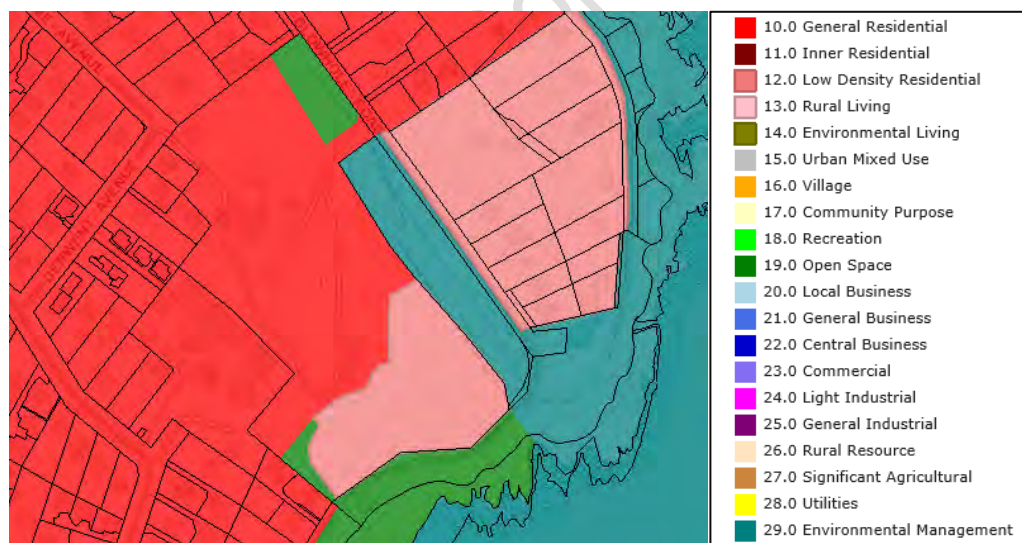 AVENUE
DERWENT AVENUE
10.0 General Residential
11.0 Inner Residential
12.0 Low Density Residential
13.0 Rural Living
14.0 Environmental Living
15.0 Urban Mixed Use
16.0 Village
17.0 Community Purpose
18.0 Recreation
19.0 Open Space
20.0 Local Business
21.0 General Business
22.0 Central Business
23.0 Commercial
24.0 Light Industrial
25.0 General Industrial
26.0 Rural Resource
27.0 Significant Agricultural
28.0 Utilities
29.0 Environmental Management